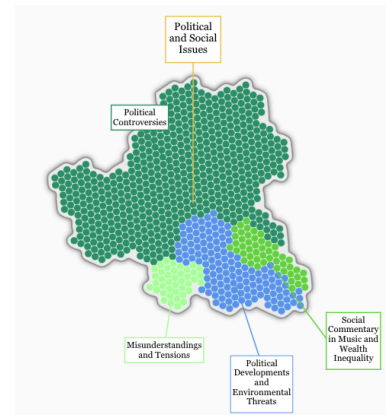 Political
and Social
Issues
Political
Controversies
Misunderstandings
and Tensions
Political
Developments
and
Environmental
Threats
Social
Commentary
in Music and
Wealth
Inequality